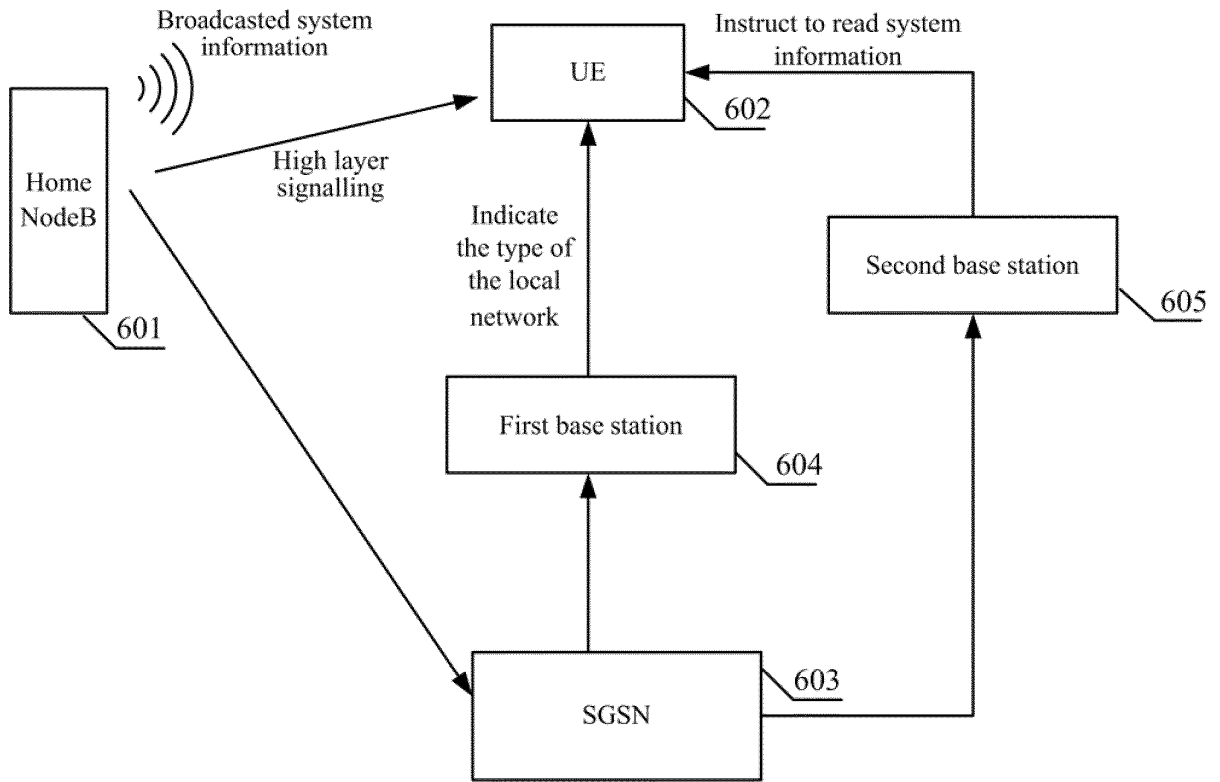 Broadcasted system
information
Instruct to read system
information
UE
602
Home
NodeB
601
High layer
signalling
Indicate
the type of
the local
network
Second base station
605
First base station
604
603
SGSN